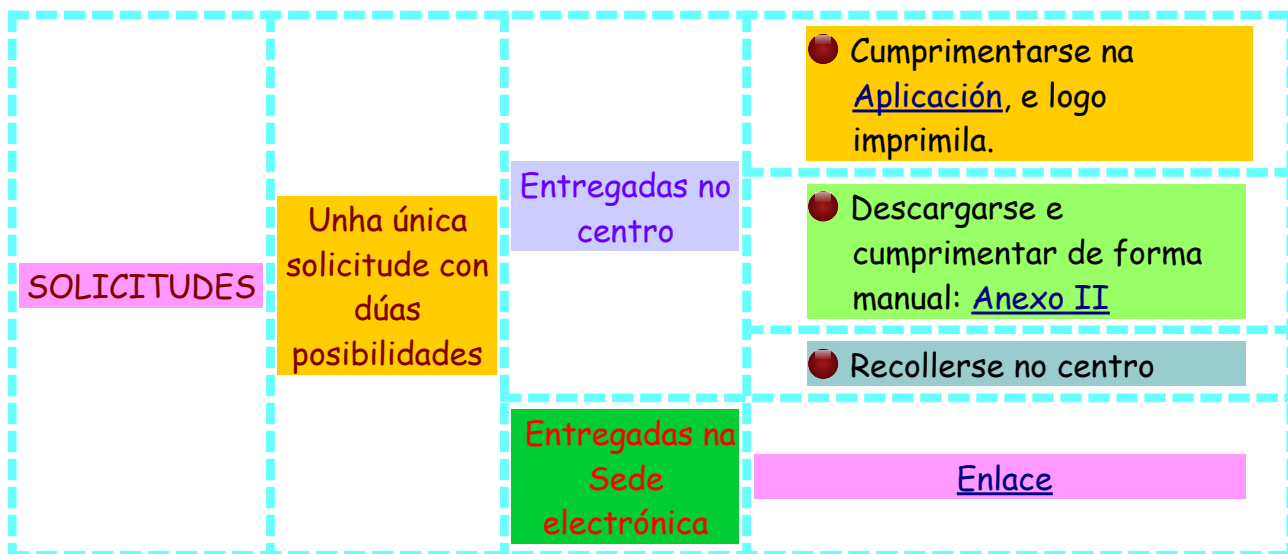 SOLICITUDES
Unha única
solicitude con
dúas
posibilidades
Entregadas no
centro
Cumprimentarse na
Aplicación, e logo
imprimila.
Descargarse e
cumprimentar de forma
manual: Anexo II
Recollerse no centro
Entregadas na
Sede
electrónica
Enlace